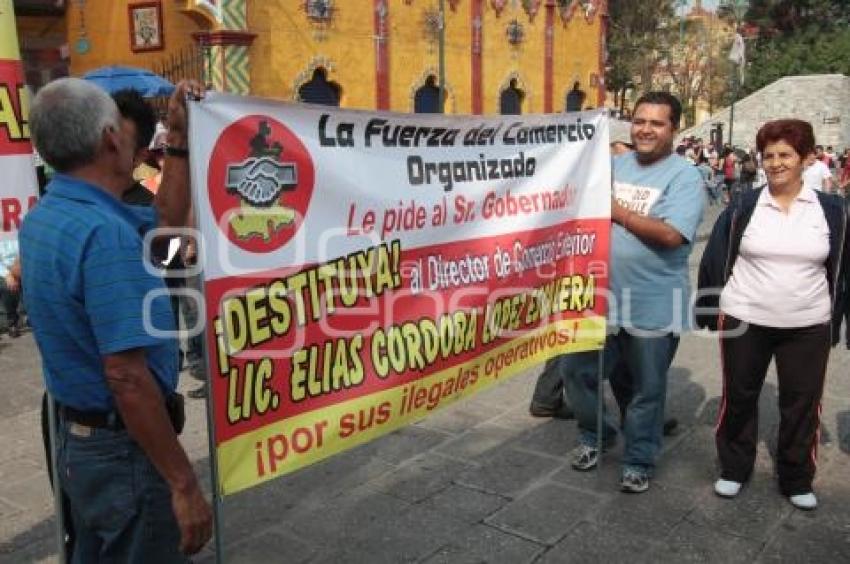 La Fuerza del Comercio
Organizado
Le pide al Sr. Gobernador
¡DESTITUYA! al Director de Comercio Exterior
LIC. ELIAS CORDOBA LOPEZ
¡por sus ilegales operativos!